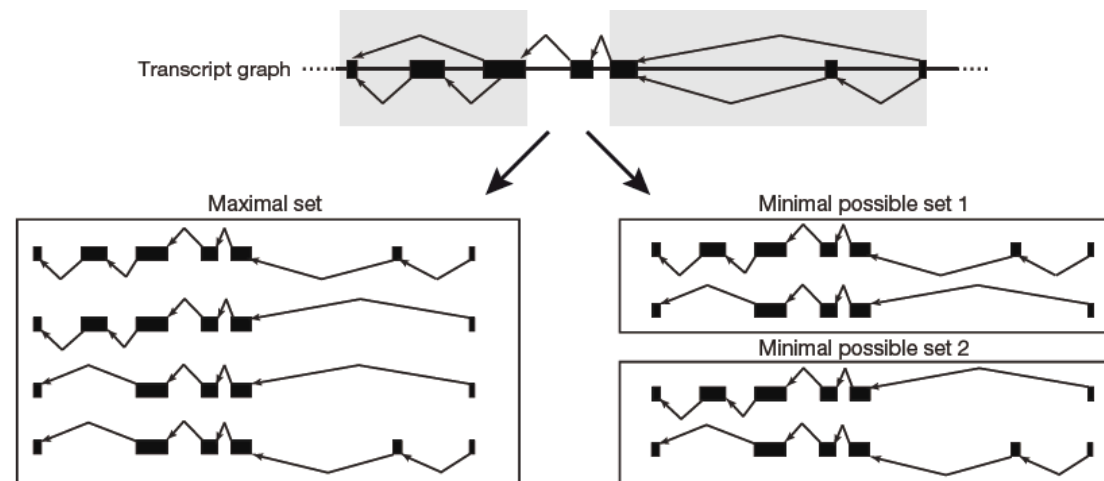 Transcript graph
Maximal set
Minimal possible set 1
Minimal possible set 2